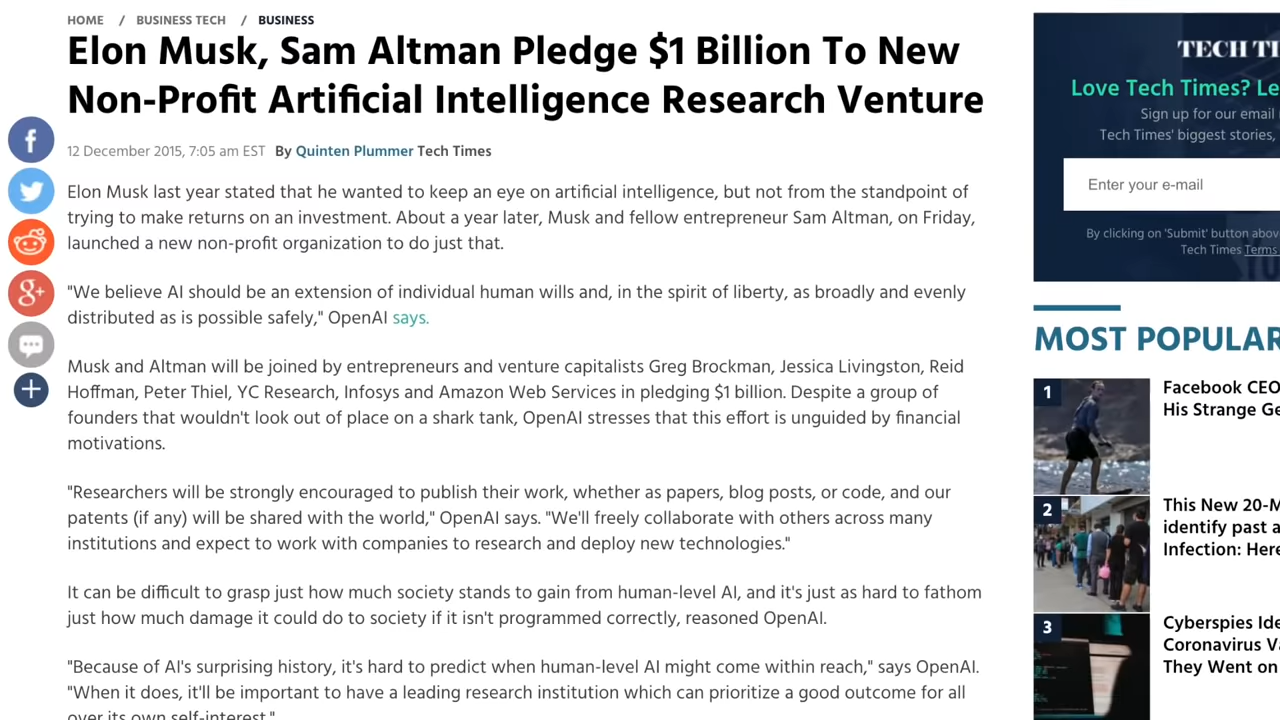 HOME / BUSINESS TECH / BUSINESS
Elon Musk, Sam Altman Pledge $1 Billion To New
Non-Profit Artificial Intelligence Research Venture
12 December 2015, 7:05 am EST By Quinten Plummer Tech Times
Elon Musk last year stated that he wanted to keep an eye on artificial intelligence, but not from the standpoint of
trying to make returns on an investment. About a year later, Musk and fellow entrepreneur Sam Altman, on Friday,
launched a new non-profit organization to do just that.
"We believe AI should be an extension of individual human wills and, in the spirit of liberty, as broadly and evenly
distributed as is possible safely," OpenAI says.
Musk and Altman will be joined by entrepreneurs and venture capitalists Greg Brockman, Jessica Livingston, Reid
Hoffman, Peter Thiel, YC Research, Infosys and Amazon Web Services in pledging $1 billion. Despite a group of
founders that wouldn't look out of place on a shark tank, OpenAI stresses that this effort is unguided by financial
motivations.
"Researchers will be strongly encouraged to publish their work, whether as papers, blog posts, or code, and our
patents (if any) will be shared with the world," OpenAI says. "We'll freely collaborate with others across many
institutions and expect to work with companies to research and deploy new technologies."
It can be difficult to grasp just how much society stands to gain from human-level AI, and it's just as hard to fathom
just how much damage it could do to society if it isn't programmed correctly, reasoned OpenAI.
"Because of AI's surprising history, it's hard to predict when human-level AI might come within reach," says OpenAI.
"When it does, it'll be important to have a leading research institution which can prioritize a good outcome for all
over its own self-interest."
TECH TI
Love Tech Times? Le
Sign up for our email
Tech Times' biggest stories,
Enter your e-mail
By clicking on 'Submit' button abov
Tech Times Terms
MOST POPULAR
1
Facebook CEO
His Strange Ge
2
This New 20-M
identify past a
Infection: Here
3
Cyberspies Ide
Coronavirus Va
They Went on